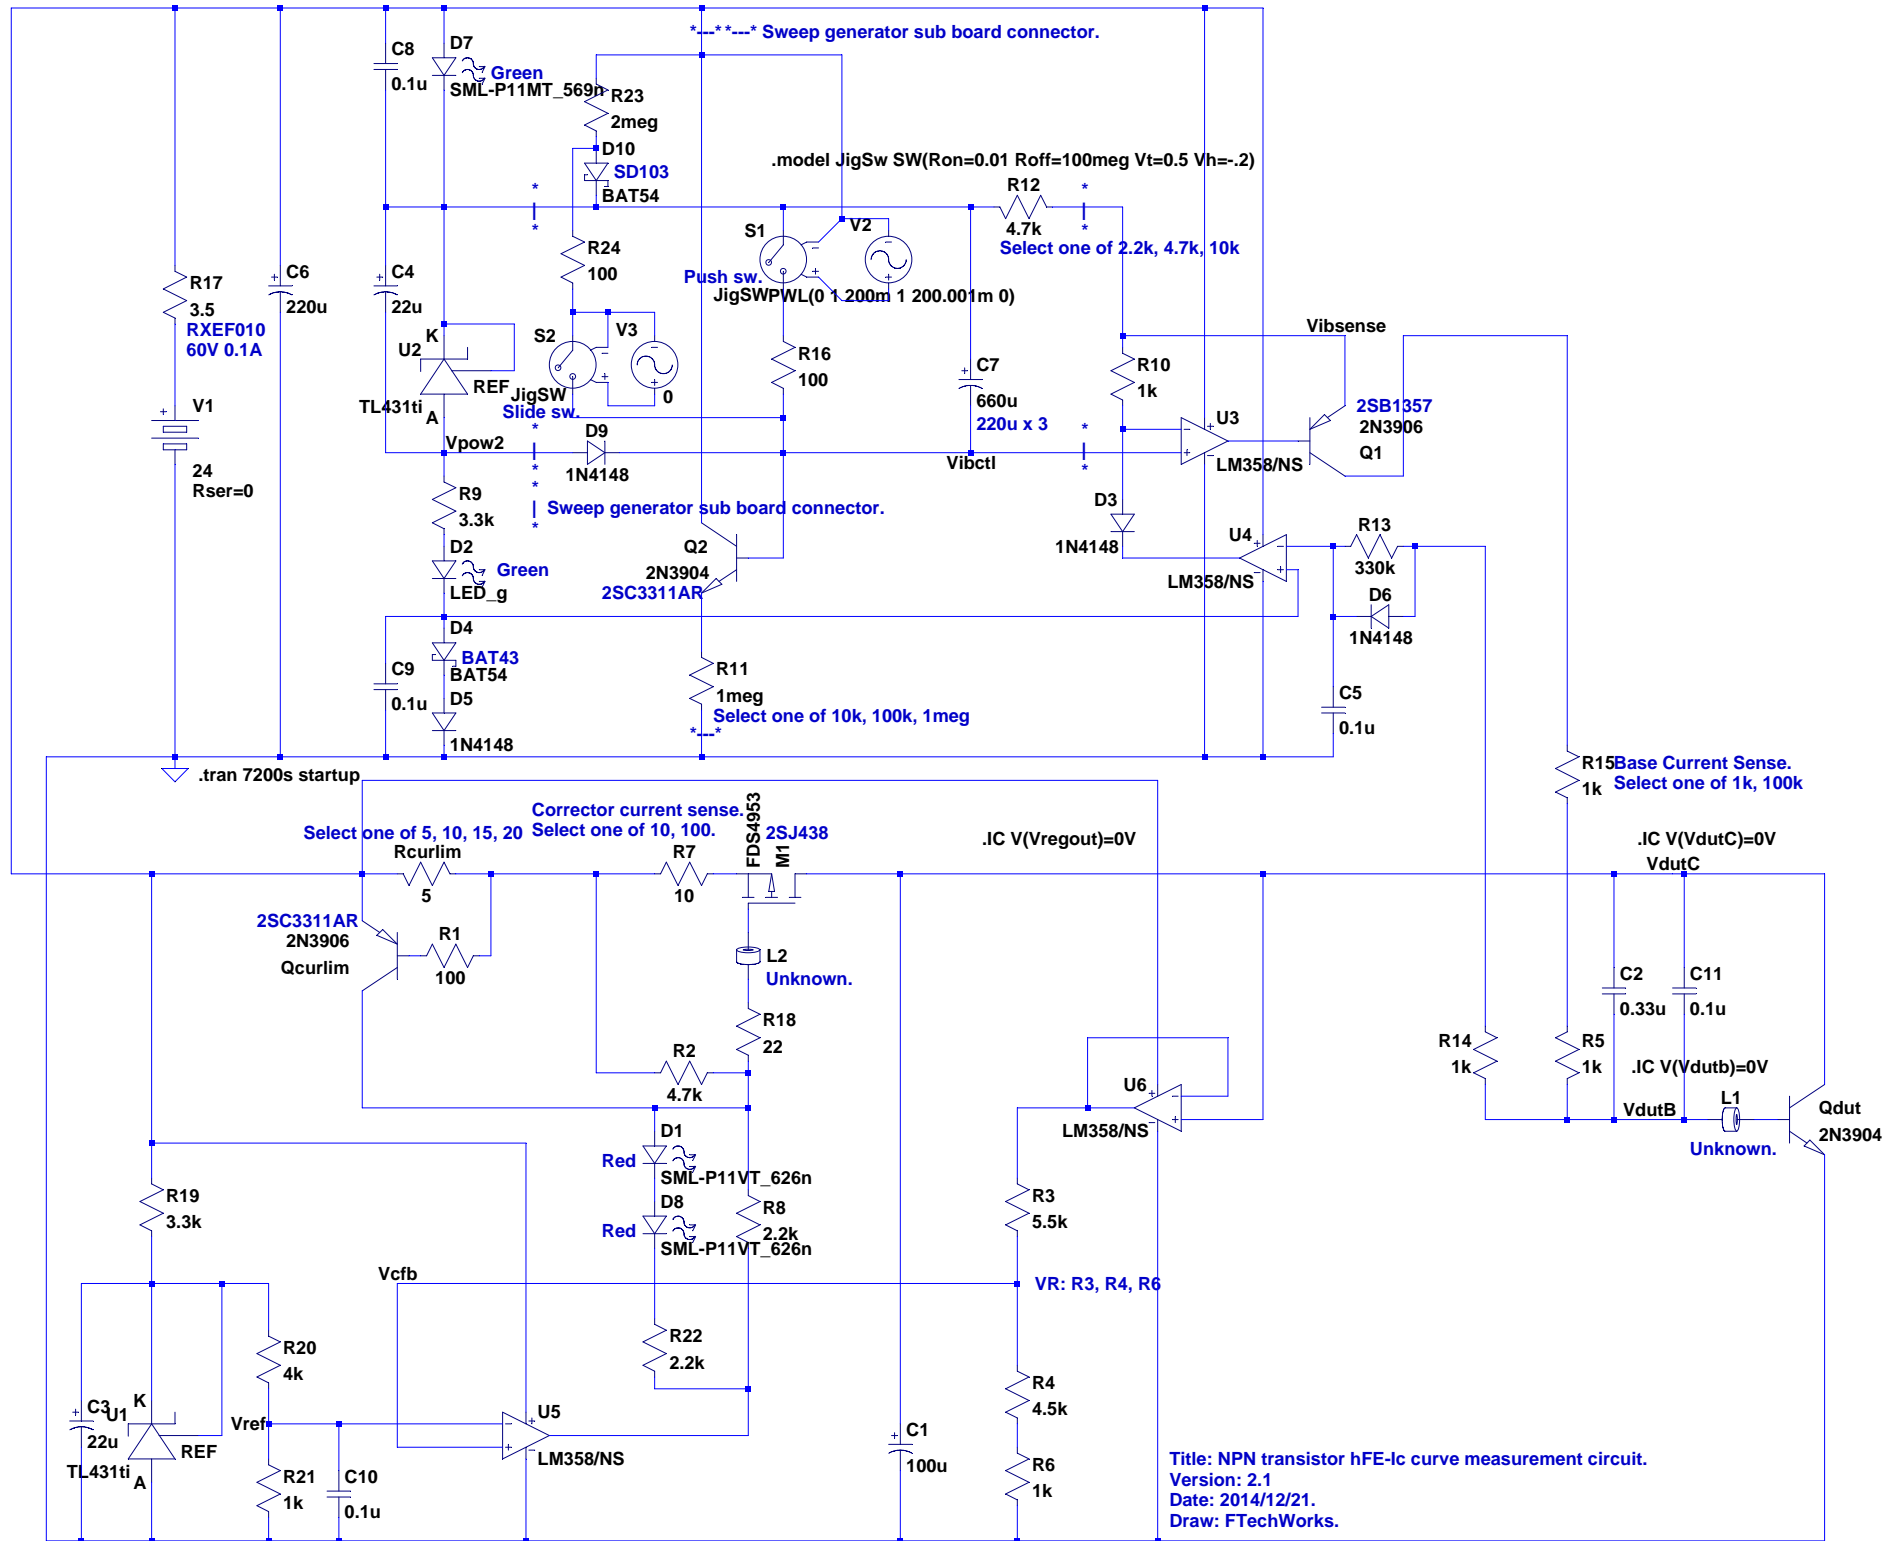 *---* *---* Sweep generator sub board connector.
C8
0.1u
D7
Green
SML-P11MT_569n
R23
2meg
D10
SD103
BAT54
.model JigSw SW(Ron=0.01 Roff=100meg Vt=0.5 Vh=-.2)
R12
4.7k
Select one of 2.2k, 4.7k, 10k
R17
3.5
RXEF010
60V 0.1A
C6
220u
C4
22u
R24
100
S1
V2
Push sw.
JigSW
PWL(0 1 200m 1 200.001m 0)
K
U2
REF
TL431ti
A
S2
V3
JigSW
0
Slide sw.
R16
100
C7
660u
220u x 3
Vibsense
R10
1k
U3
LM358/NS
2SB1357
2N3906
Q1
V1
24
Rser=0
Vpow2
D9
1N4148
Vibctl
R9
3.3k
* | * Sweep generator sub board connector.
D2
Green
LED_g
Q2
2N3904
2SC3311AR
D3
1N4148
U4
LM358/NS
R13
330k
D6
1N4148
D4
BAT43
BAT54
C9
0.1u
D5
1N4148
R11
1meg
Select one of 10k, 100k, 1meg
*---*
C5
0.1u
.tran 7200s startup
R15
1k
Base Current Sense.
Select one of 1k, 100k
Select one of 5, 10, 15, 20
Rcurlim
5
Corrector current sense.
Select one of 10, 100.
R7
10
FDS4953
M1
2SJ438
.IC V(Vregout)=0V
.IC V(VdutC)=0V
VdutC
2SC3311AR
2N3906
Qcurlim
R1
100
L2
Unknown.
R18
22
R2
4.7k
C2
0.33u
C11
0.1u
R14
1k
R5
1k
.IC V(Vdutb)=0V
VdutB
L1
Unknown.
Qdut
2N3904
U6
LM358/NS
D1
Red
SML-P11VT_626n
D8
Red
SML-P11VT_626n
R8
2.2k
R19
3.3k
R3
5.5k
Vcfb
VR: R3, R4, R6
R20
4k
R22
2.2k
R4
4.5k
C3
22u
K
U1
REF
TL431ti
A
Vref
U5
LM358/NS
R21
1k
C10
0.1u
C1
100u
R6
1k
Title: NPN transistor hFE-Ic curve measurement circuit.
Version: 2.1
Date: 2014/12/21.
Draw: FTechWorks.